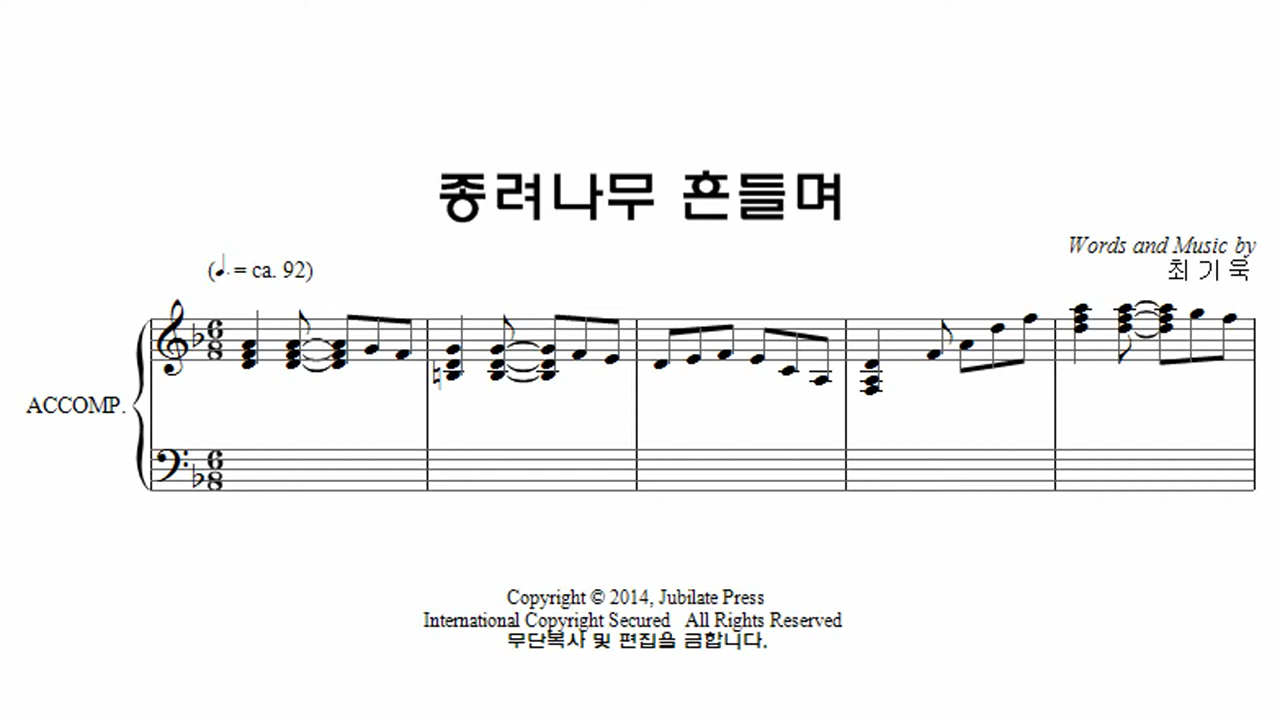 종려나무 흔들며
Words and Music by
최 기 욱
(♩. = ca. 92)
ACCOMP.
Copyright © 2014, Jubilate Press
International Copyright Secured All Rights Reserved
무단복사 및 편집을 금합니다.